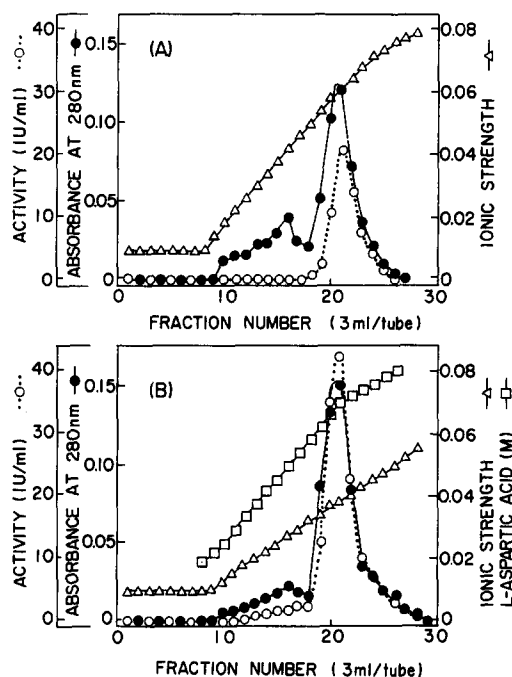 (A)
ACTIVITY (IU/ml) ··○··
ABSORBANCE AT 280nm —●—
40
30
20
10
0
0.15
0.10
0.05
0
0.08
0.06
0.04
0.02
0
IONIC STRENGTH —△—
0 10 20 30
FRACTION NUMBER (3ml/tube)
(B)
ACTIVITY (IU/ml) ··○··
ABSORBANCE AT 280nm —●—
40
30
20
10
0
0.15
0.10
0.05
0
0.08
0.06
0.04
0.02
0
IONIC STRENGTH —△—
L-ASPARTIC ACID (M) —□—
0 10 20 30
FRACTION NUMBER (3ml/tube)